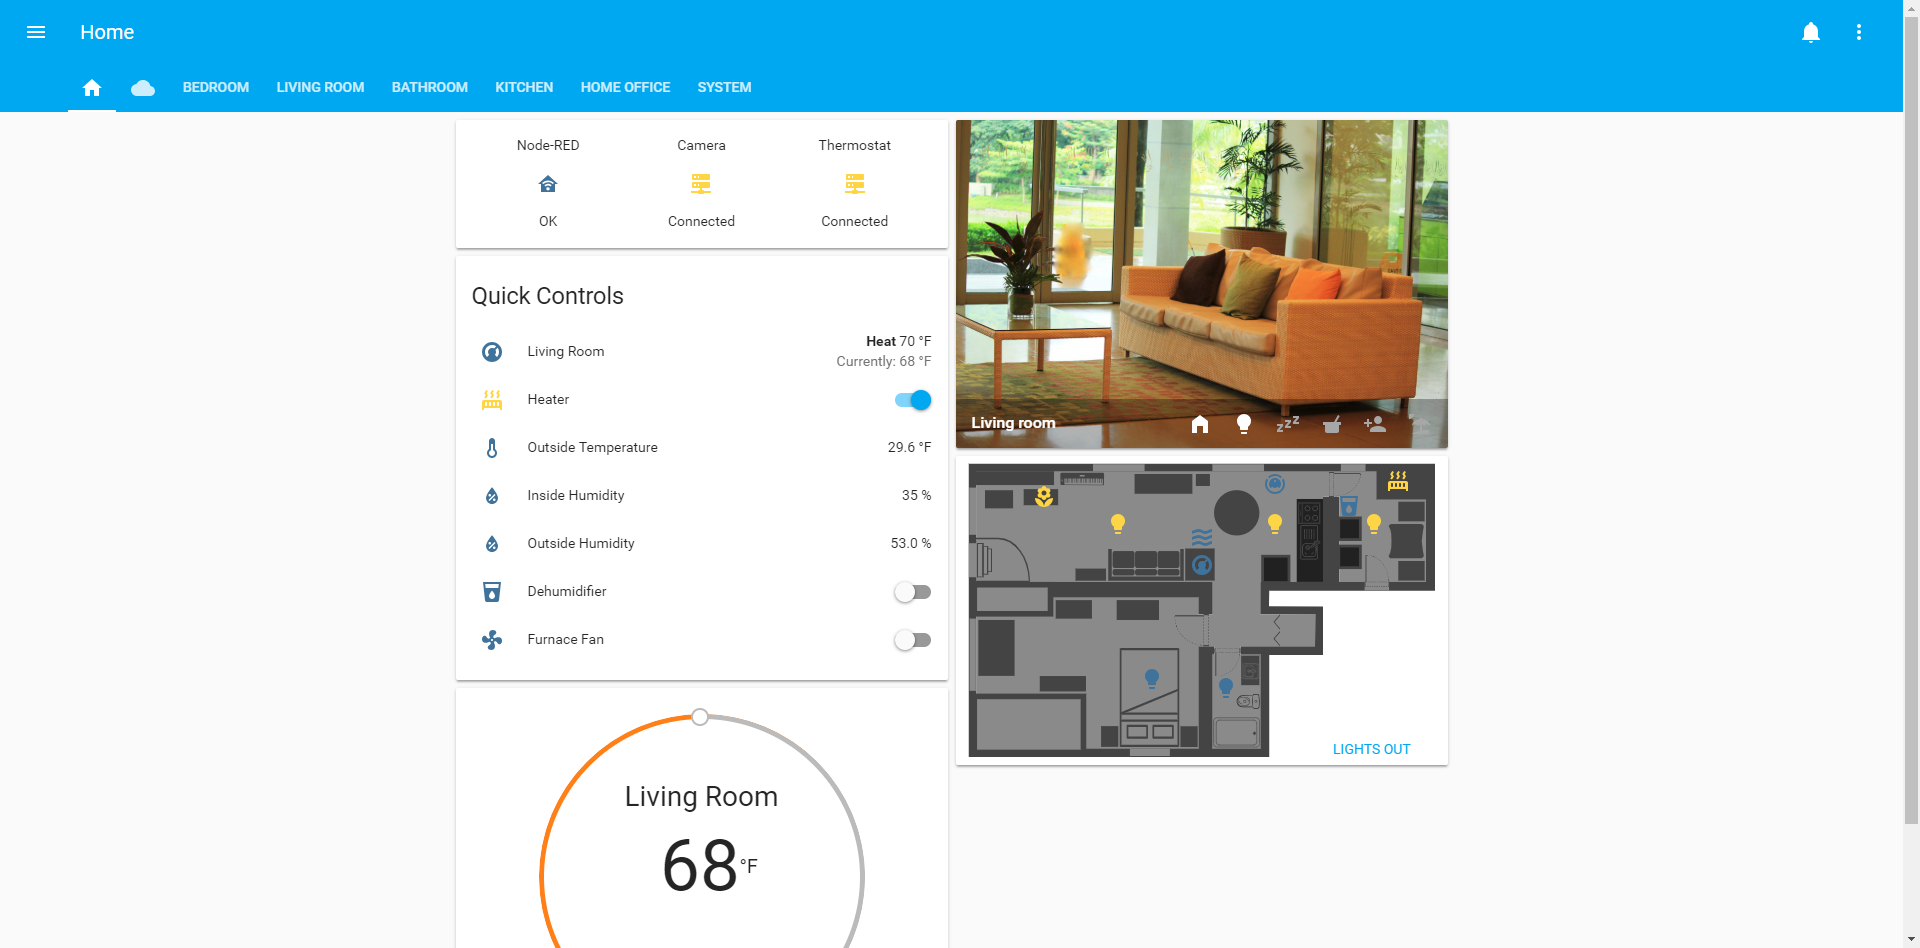 Home
BEDROOM LIVING ROOM BATHROOM KITCHEN HOME OFFICE SYSTEM
Node-RED Camera Thermostat
OK Connected Connected
Quick Controls
Living Room Heat 70 °F
Currently: 68 °F
Heater
Outside Temperature 29.6 °F
Inside Humidity 35 %
Outside Humidity 53.0 %
Dehumidifier
Furnace Fan
Living Room
68 °F
Living room
LIGHTS OUT